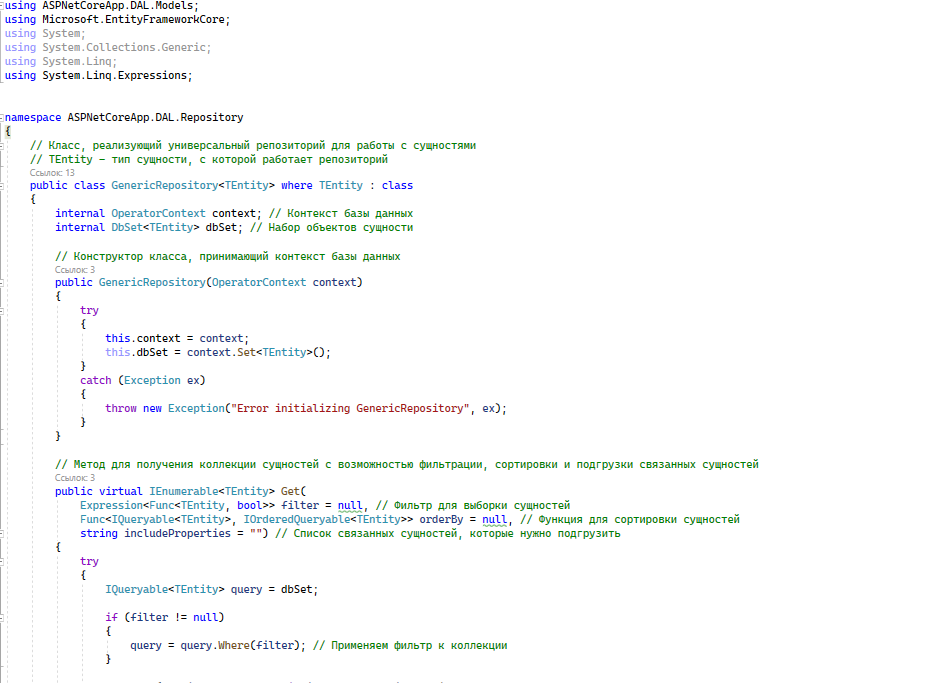 using ASPNetCoreApp.DAL.Models;
using Microsoft.EntityFrameworkCore;
using System;
using System.Collections.Generic;
using System.Linq;
using System.Linq.Expressions;
namespace ASPNetCoreApp.DAL.Repository
{
// Класс, реализующий универсальный репозиторий для работы с сущностями
// TEntity – тип сущности, с которой работает репозиторий
Ссылок: 13
public class GenericRepository<TEntity> where TEntity : class
{
internal OperatorContext context; // Контекст базы данных
internal DbSet<TEntity> dbSet; // Набор объектов сущности
// Конструктор класса, принимающий контекст базы данных
Ссылок: 3
public GenericRepository(OperatorContext context)
{
try
{
this.context = context;
this.dbSet = context.Set<TEntity>();
}
catch (Exception ex)
{
throw new Exception("Error initializing GenericRepository", ex);
}
}
// Метод для получения коллекции сущностей с возможностью фильтрации, сортировки и подгрузки связанных сущностей
Ссылок: 3
public virtual IEnumerable<TEntity> Get(
Expression<Func<TEntity, bool>> filter = null, // Фильтр для выборки сущностей
Func<IQueryable<TEntity>, IOrderedQueryable<TEntity>> orderBy = null, // Функция для сортировки сущностей
string includeProperties = "") // Список связанных сущностей, которые нужно подгрузить
{
try
{
IQueryable<TEntity> query = dbSet;
if (filter != null)
{
query = query.Where(filter); // Применяем фильтр к коллекции
}